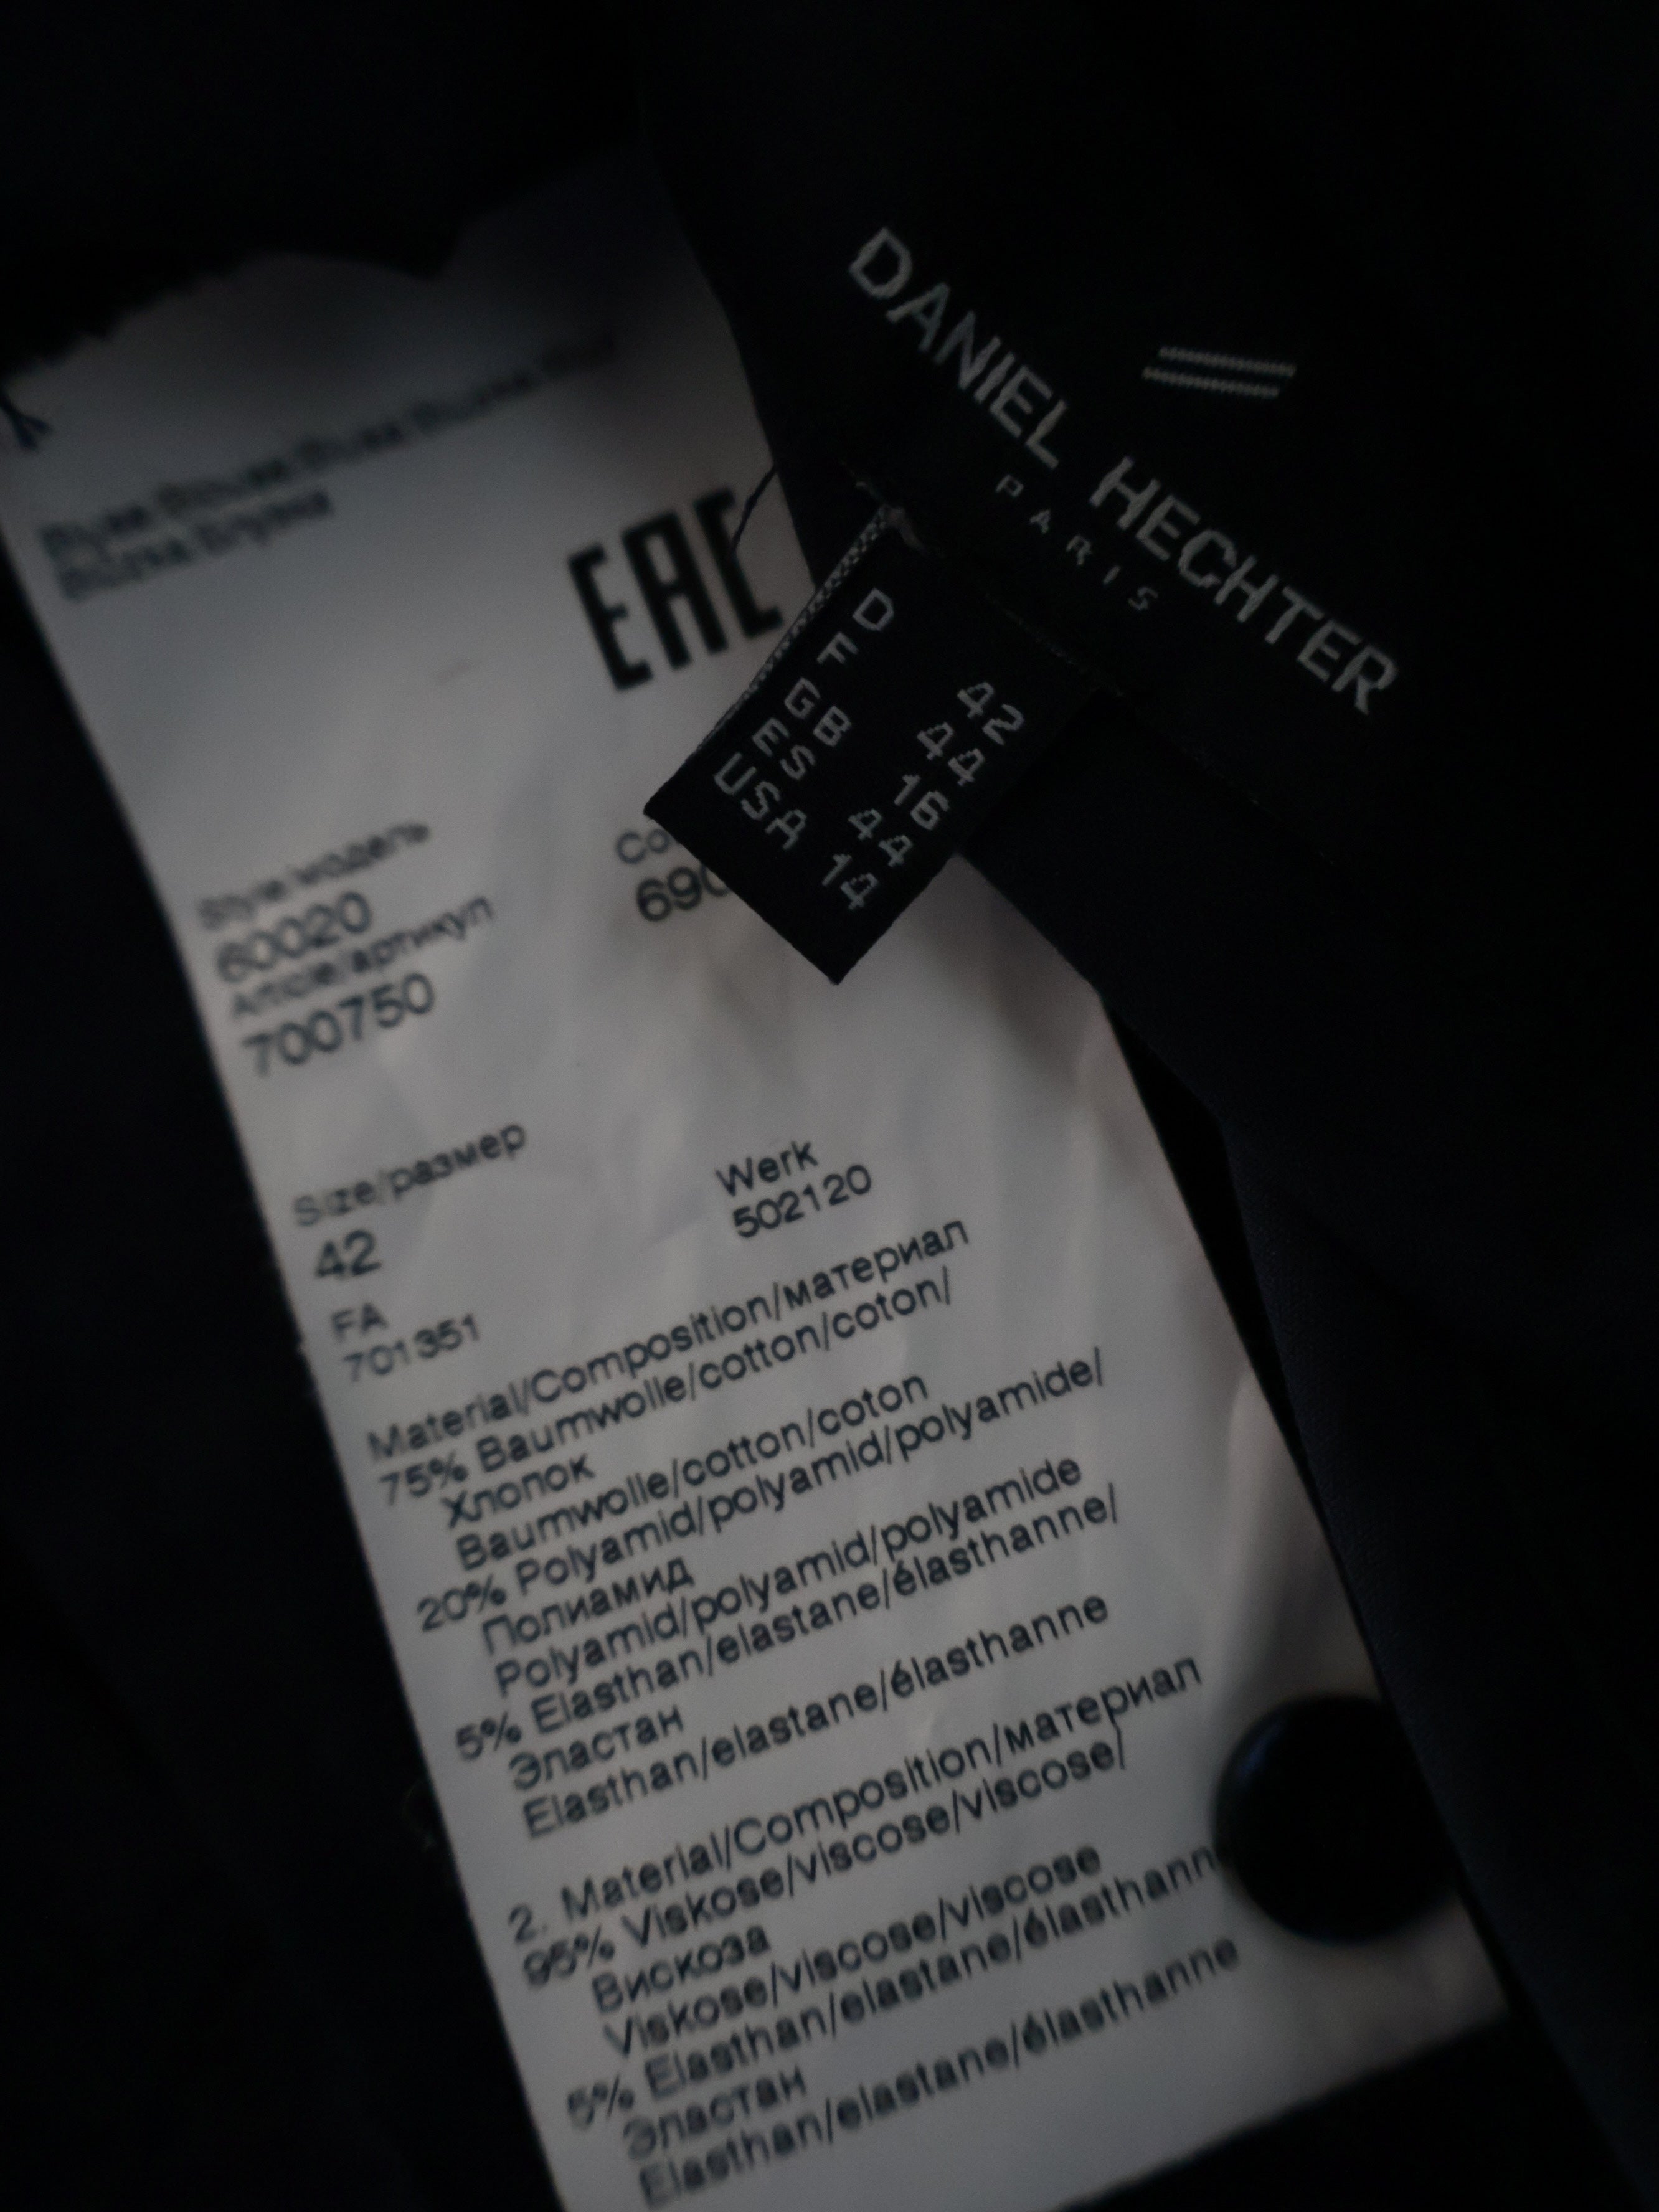 DANIEL HECHTER
PARIS
D 42
F 44
GB 16
ES 44
USA 14
EAC
Style/модель
60020
Article/артикул
700750
690
Size/размер
42
Werk
502120
FA
701351
Material/Composition/материал
75% Baumwolle/cotton/coton/
Хлопок
Baumwolle/cotton/coton
20% Polyamid/polyamid/polyamide/
Полиамид
Polyamid/polyamid/polyamide
5% Elasthan/elastane/élasthanne/
Эластан
Elasthan/elastane/élasthanne
2. Material/Composition/материал
95% Viskose/viscose/viscose/
Вискоза
Viskose/viscose/viscose
5% Elasthan/elastane/élasthann
Эластан
Elasthan/elastane/élasthanne